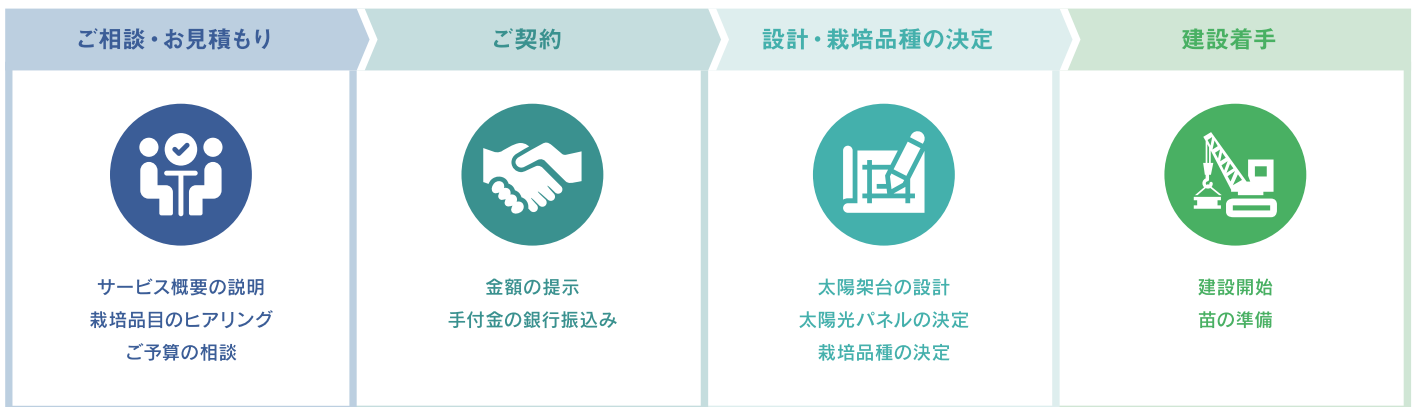 ご相談・お見積もり
サービス概要の説明
栽培品目のヒアリング
ご予算の相談
ご契約
金額の提示
手付金の銀行振込み
設計・栽培品種の決定
太陽架台の設計
太陽光パネルの決定
栽培品種の決定
建設着手
建設開始
苗の準備